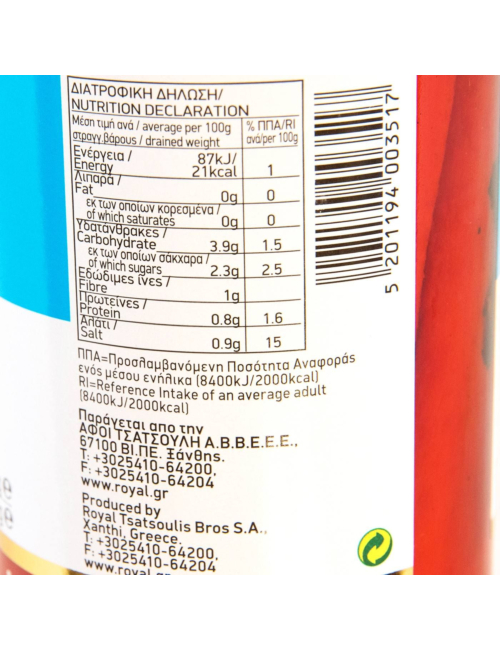 ΔΙΑΤΡΟΦΙΚΗ ΔΗΛΩΣΗ/
NUTRITION DECLARATION
Μέση τιμή ανά / average per 100g
στραγγ.βάρους / drained weight
% ΠΠΑ/RI
ανά/per 100g
Ενέργεια /
Energy
87kJ/
21kcal
1
Λιπαρά /
Fat
0g
0
εκ των οποίων κορεσμένα /
of which saturates
0g
0
Υδατάνθρακες /
Carbohydrate
3.9g
1.5
εκ των οποίων σάκχαρα /
of which sugars
2.3g
2.5
Εδώδιμες ίνες /
Fibre
1g
Πρωτεΐνες /
Protein
0.8g
1.6
Αλάτι /
Salt
0.9g
15
5 201194 003517
ΠΠΑ=Προσλαμβανόμενη Ποσότητα Αναφοράς
ενός μέσου ενήλικα (8400kJ/2000kcal)
RI=Reference Intake of an average adult
(8400kJ/2000kcal)
Παράγεται απο την
ΑΦΟΙ ΤΣΑΤΣΟΥΛΗ Α.Β.Β.Ε.Ε.Ε.,
67100 ΒΙ.ΠΕ. Ξάνθης.
T: +3025410-64200,
F: +3025410-64204
www.royal.gr
Produced by
Royal Tsatsoulis Bros S.A.,
Xanthi, Greece.
T: +3025410-64200,
F: +3025410-64204
www.royal.gr